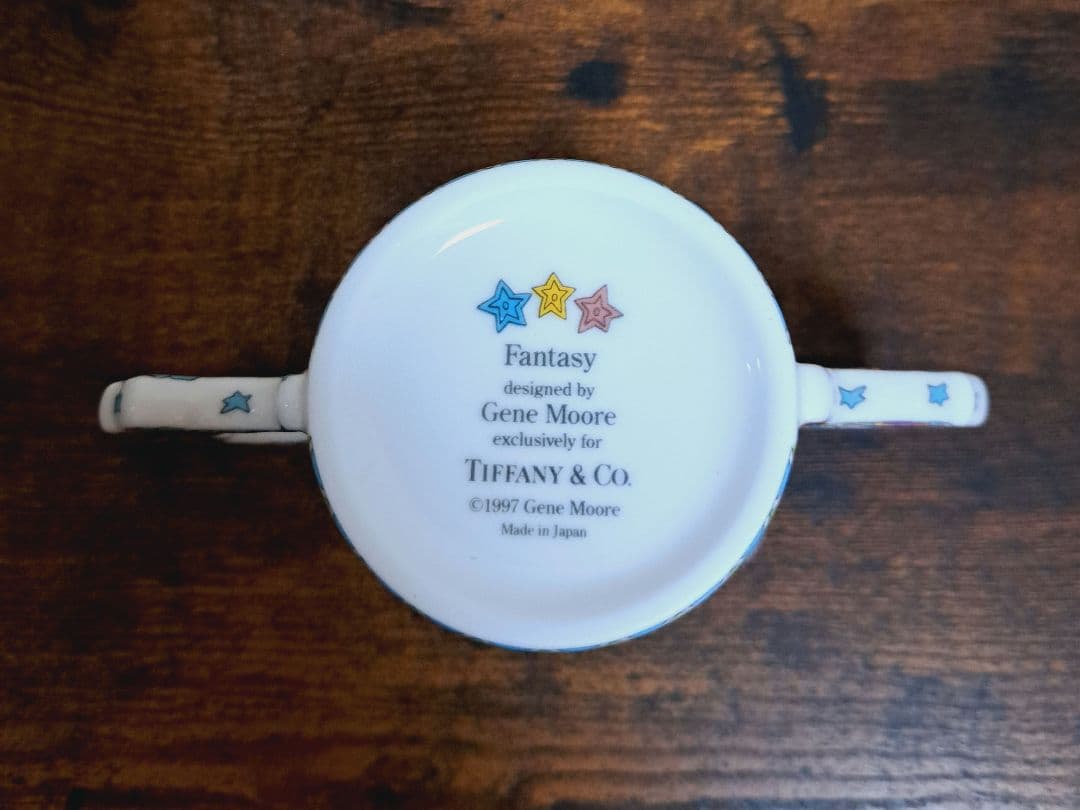 Fantasy
designed by
Gene Moore
exclusively for
TIFFANY & CO.
©1997 Gene Moore
Made in Japan